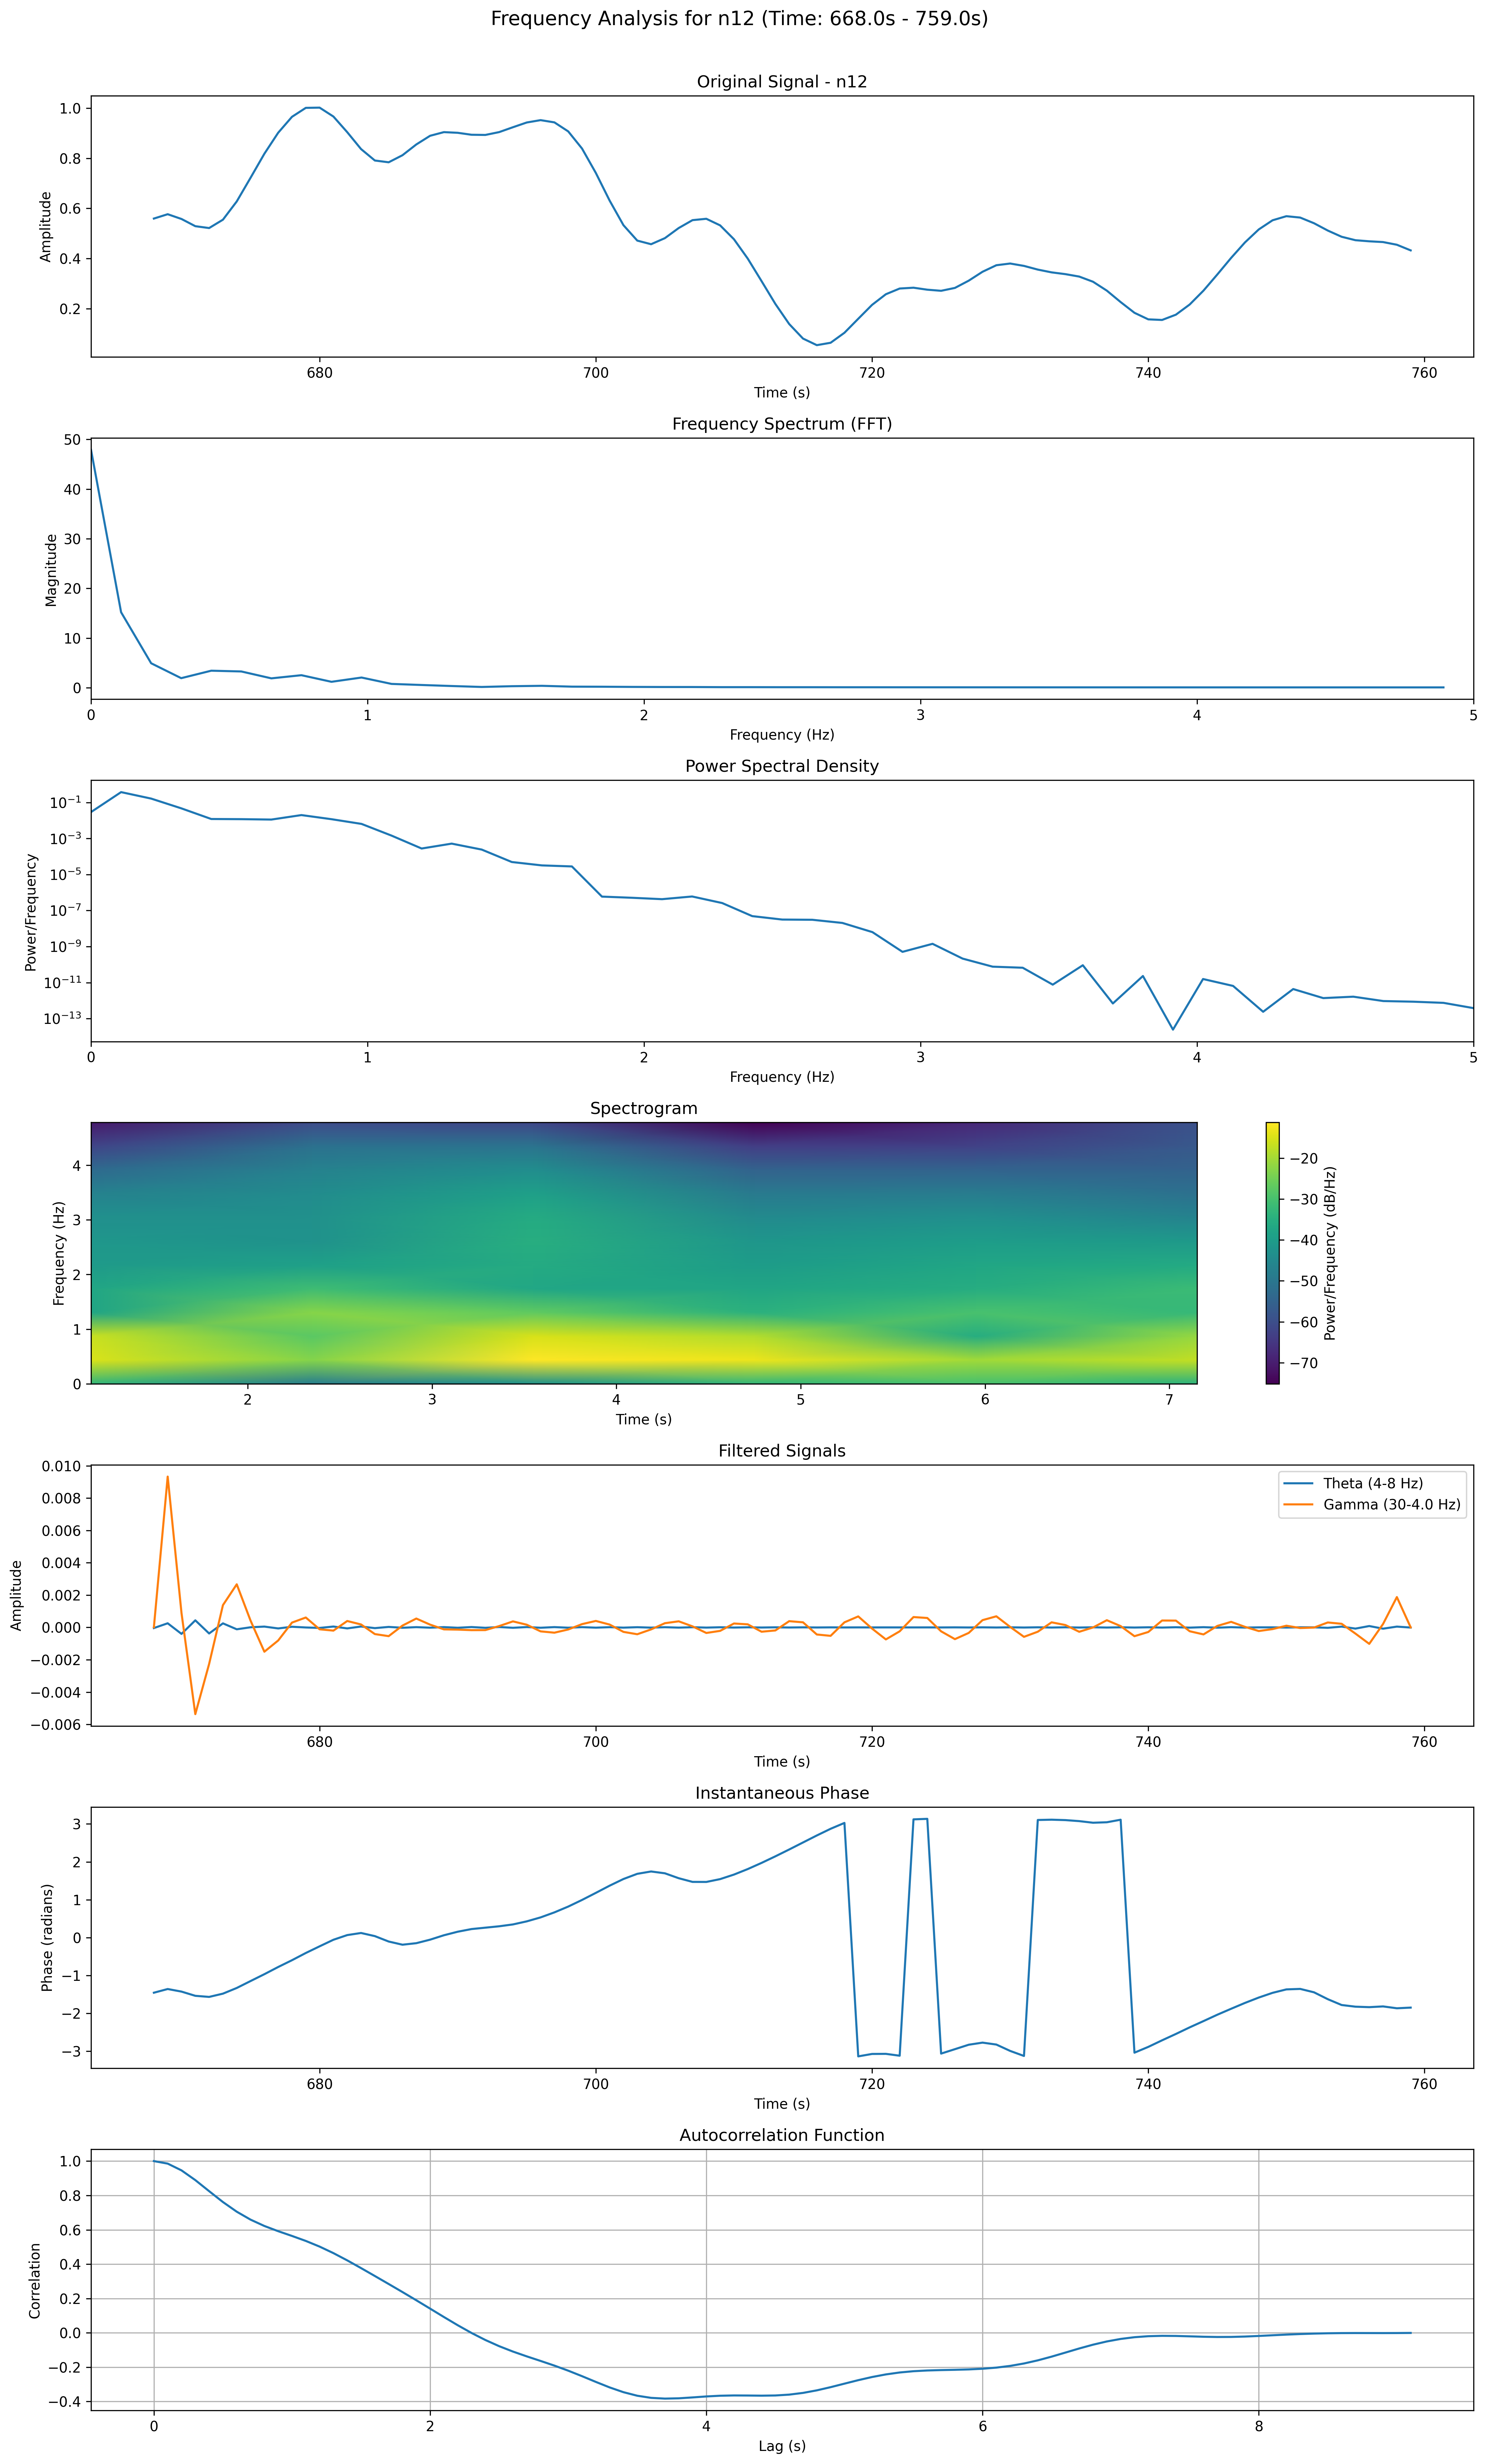 Frequency Analysis for n12 (Time: 668.0s - 759.0s)
Original Signal - n12
1.0
0.8
0.6
0.4
0.2
Amplitude
680 700 720 740 760
Time (s)
Frequency Spectrum (FFT)
50
40
30
20
10
0
Magnitude
0 1 2 3 4 5
Frequency (Hz)
Power Spectral Density
10⁻¹
10⁻³
10⁻⁵
10⁻⁷
10⁻⁹
10⁻¹¹
10⁻¹³
Power/Frequency
0 1 2 3 4 5
Frequency (Hz)
Spectrogram
4
3
2
1
0
Frequency (Hz)
2 3 4 5 6 7
Time (s)
−20
−30
−40
−50
−60
−70
Power/Frequency (dB/Hz)
Filtered Signals
0.010
0.008
0.006
0.004
0.002
0.000
−0.002
−0.004
−0.006
Amplitude
Theta (4-8 Hz)
Gamma (30-4.0 Hz)
680 700 720 740 760
Time (s)
Instantaneous Phase
3
2
1
0
−1
−2
−3
Phase (radians)
680 700 720 740 760
Time (s)
Autocorrelation Function
1.0
0.8
0.6
0.4
0.2
0.0
−0.2
−0.4
Correlation
0 2 4 6 8
Lag (s)